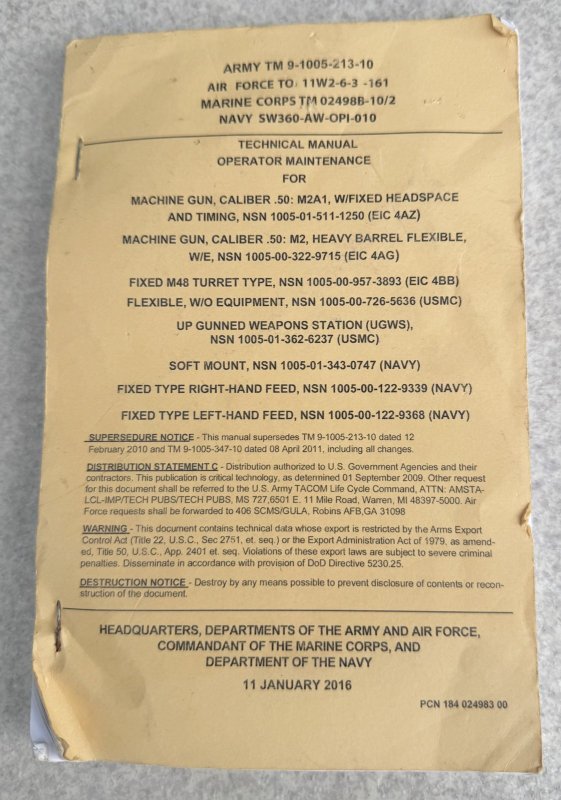 ARMY TM 9-1005-213-10
AIR FORCE TO 11W2-6-3 -161
MARINE CORPS TM 02498B-10/2
NAVY SW360-AW-OPI-010
TECHNICAL MANUAL
OPERATOR MAINTENANCE
FOR
MACHINE GUN, CALIBER .50: M2A1, W/FIXED HEADSPACE
AND TIMING, NSN 1005-01-511-1250 (EIC 4AZ)
MACHINE GUN, CALIBER .50: M2, HEAVY BARREL FLEXIBLE,
W/E, NSN 1005-00-322-9715 (EIC 4AG)
FIXED M48 TURRET TYPE, NSN 1005-00-957-3893 (EIC 4BB)
FLEXIBLE, W/O EQUIPMENT, NSN 1005-00-726-5636 (USMC)
UP GUNNED WEAPONS STATION (UGWS),
NSN 1005-01-362-6237 (USMC)
SOFT MOUNT, NSN 1005-01-343-0747 (NAVY)
FIXED TYPE RIGHT-HAND FEED, NSN 1005-00-122-9339 (NAVY)
FIXED TYPE LEFT-HAND FEED, NSN 1005-00-122-9368 (NAVY)
SUPERSEDURE NOTICE - This manual supersedes TM 9-1005-213-10 dated 12
February 2010 and TM 9-1005-347-10 dated 08 April 2011, including all changes.
DISTRIBUTION STATEMENT C - Distribution authorized to U.S. Government Agencies and their
contractors. This publication is critical technology, as determined 01 September 2009. Other request
for this document shall be referred to the U.S. Army TACOM Life Cycle Command, ATTN: AMSTA-
LCL-IMP/TECH PUBS/TECH PUBS, MS 727,6501 E. 11 Mile Road, Warren, MI 48397-5000. Air
Force requests shall be forwarded to 406 SCMS/GULA, Robins AFB,GA 31098
WARNING - This document contains technical data whose export is restricted by the Arms Export
Control Act (Title 22, U.S.C., Sec 2751, et. seq.) or the Export Administration Act of 1979, as amend-
ed, Title 50, U.S.C., App. 2401 et. seq. Violations of these export laws are subject to severe criminal
penalties. Disseminate in accordance with provision of DoD Directive 5230.25.
DESTRUCTION NOTICE - Destroy by any means possible to prevent disclosure of contents or recon-
struction of the document.
HEADQUARTERS, DEPARTMENTS OF THE ARMY AND AIR FORCE,
COMMANDANT OF THE MARINE CORPS, AND
DEPARTMENT OF THE NAVY
11 JANUARY 2016
PCN 184 024983 00